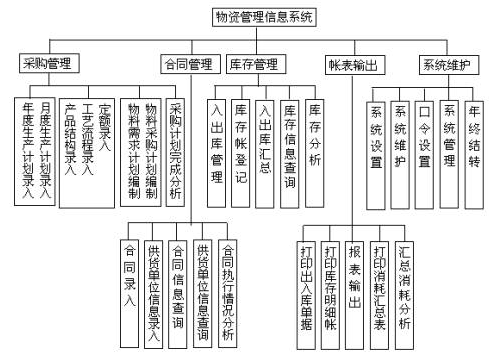 物资管理信息系统
采购管理
合同管理
库存管理
帐表输出
系统维护
年度生产计划录入
月度生产计划录入
产品结构录入
工艺流程录入
定额录入
物料需求计划编制
物料采购计划编制
采购计划完成分析
入出库管理
库存帐登记
入出库汇总
库存信息查询
库存分析
系统设置
系统维护
口令设置
系统管理
年终结转
合同录入
供货单位信息录入
合同信息查询
供货单位信息查询
合同执行情况分析
打印出入库单据
打印库存明细帐
报表输出
打印消耗汇总表
汇总消耗分析